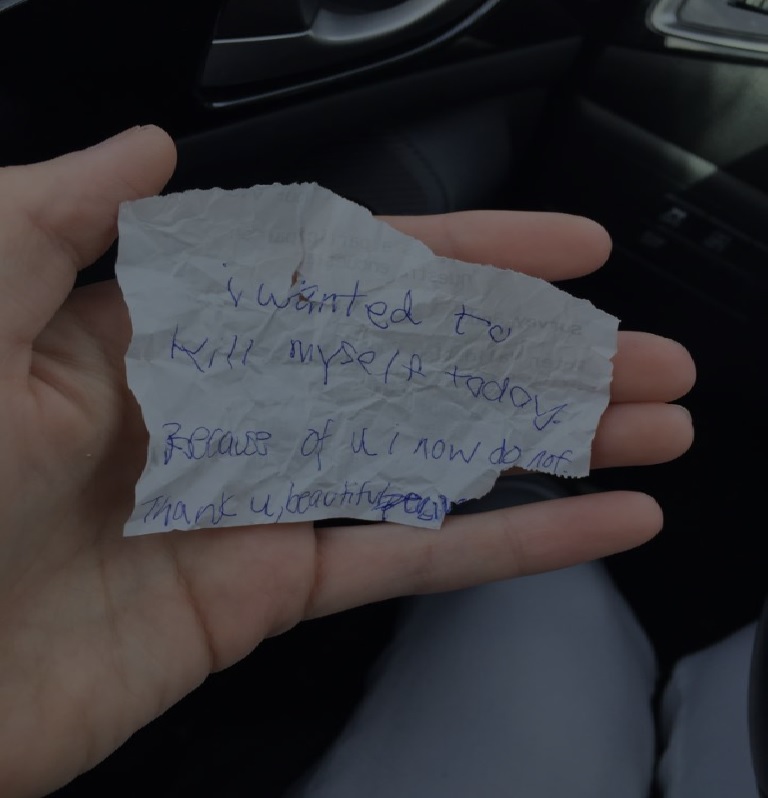 i wanted to
kill myself today.
Because of u i now do not.
Thank u, beautiful